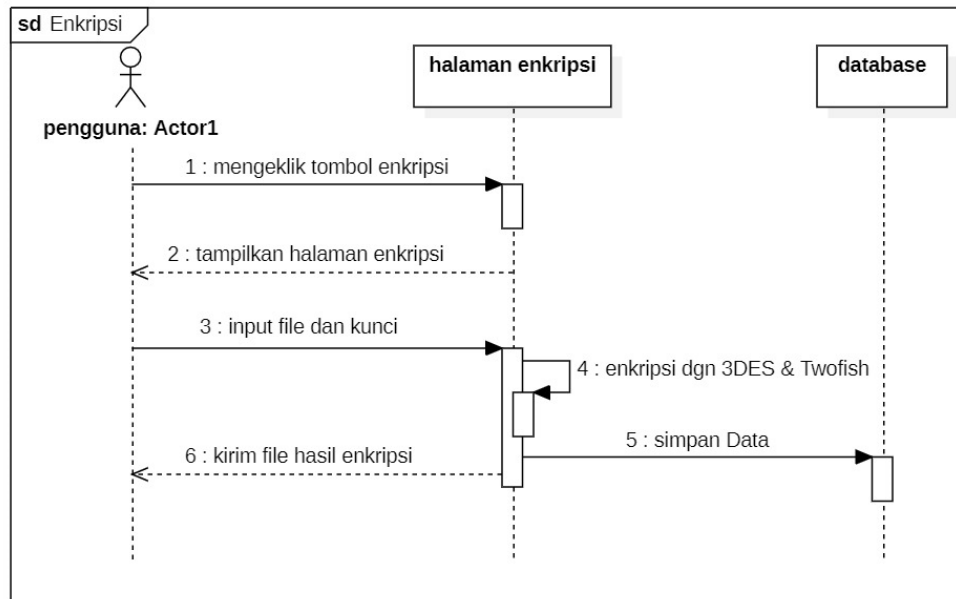 sd Enkripsi
halaman enkripsi
database
pengguna: Actor1
1 : mengeklik tombol enkripsi
2 : tampilkan halaman enkripsi
3 : input file dan kunci
4 : enkripsi dgn 3DES & Twofish
5 : simpan Data
6 : kirim file hasil enkripsi